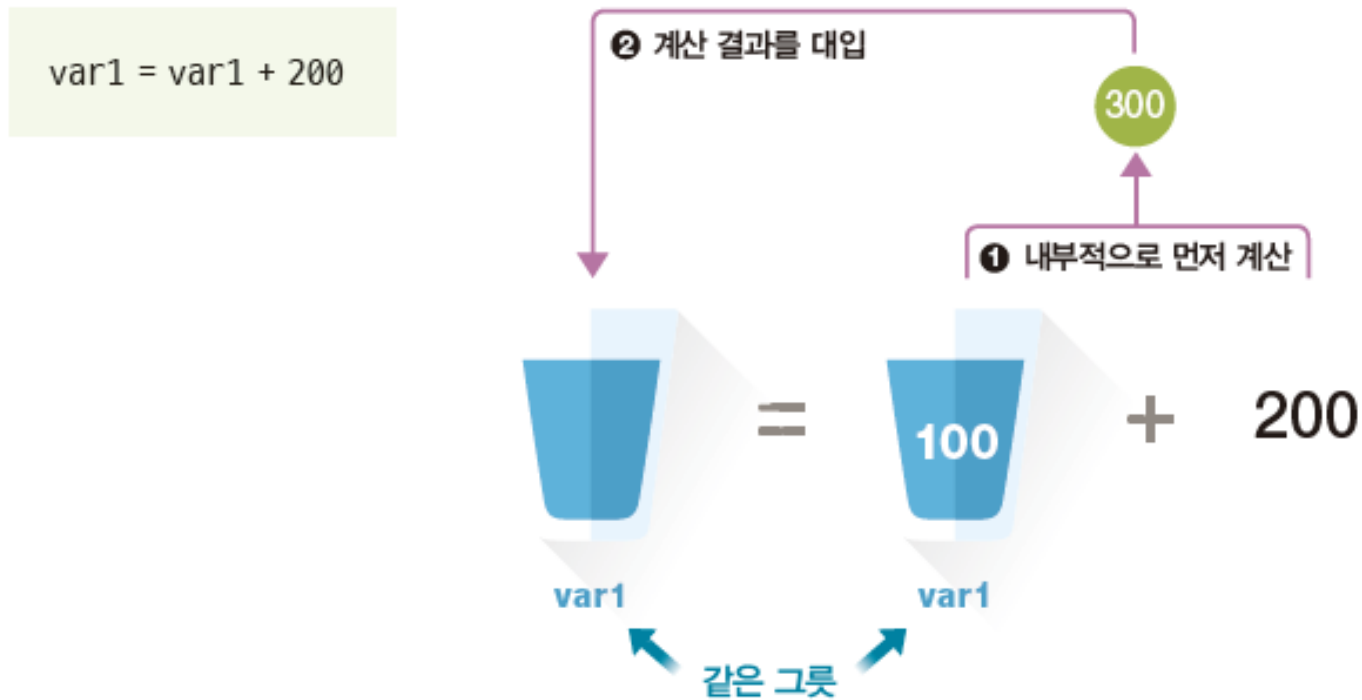 var1 = var1 + 200
❷ 계산 결과를 대입
300
❶ 내부적으로 먼저 계산
= 100 + 200
var1 var1
같은 그릇